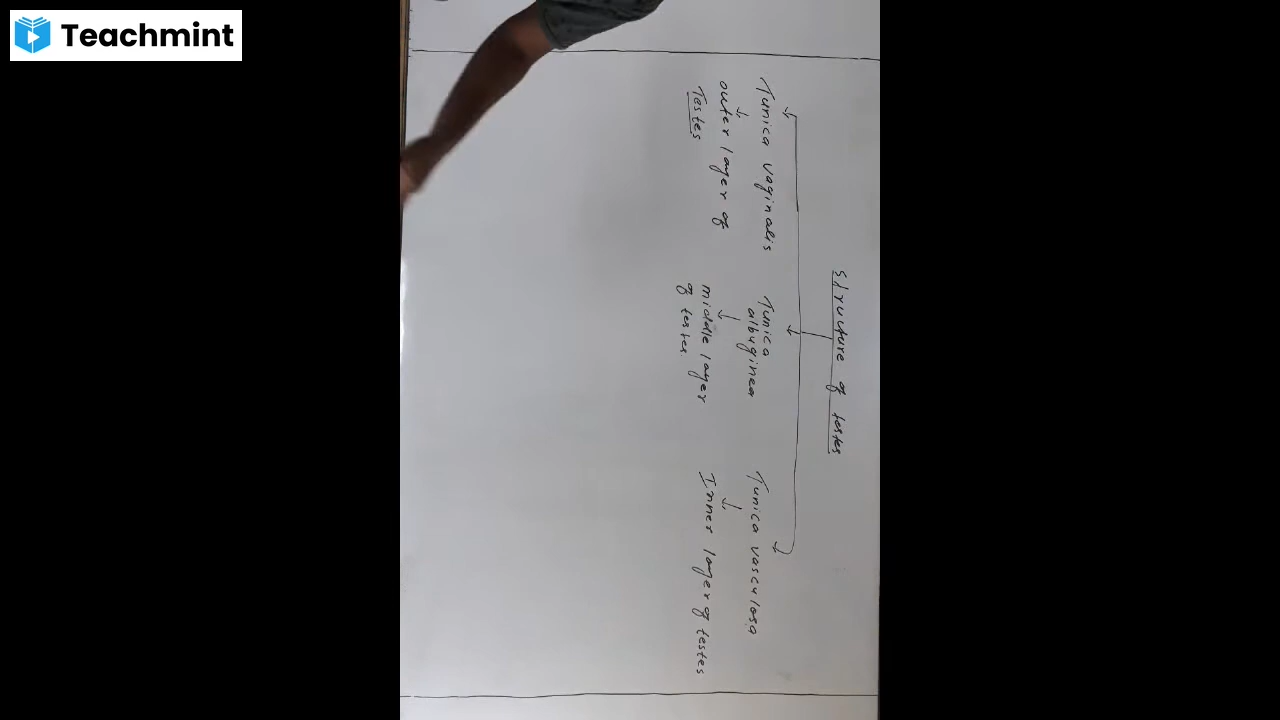 Teachmint
Structure of testes
Tunica vaginalis
outer layer of
Testes
Tunica
albuginea
middle layer
of testes.
Tunica vasculosa
Inner layer of testes